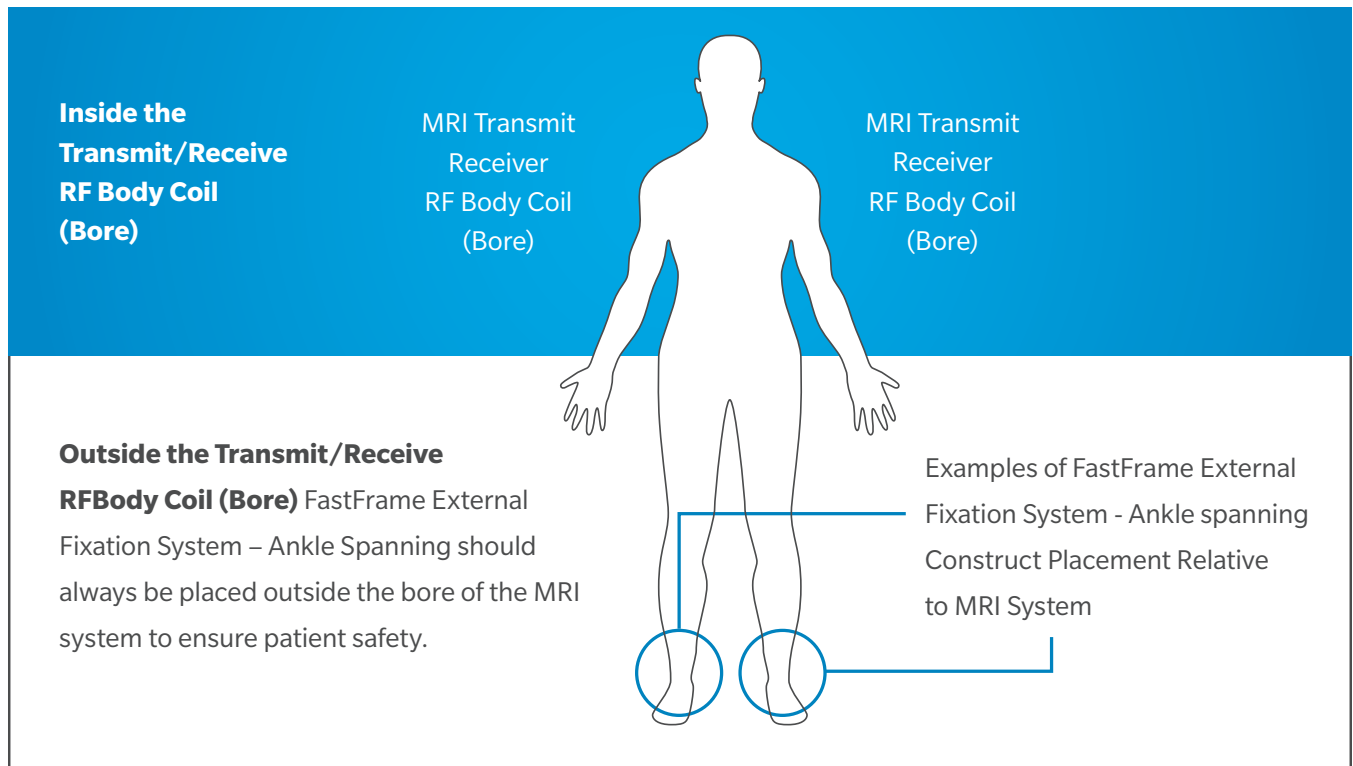 Inside the
Transmit/Receive
RF Body Coil
(Bore)
MRI Transmit
Receiver
RF Body Coil
(Bore)
MRI Transmit
Receiver
RF Body Coil
(Bore)
Outside the Transmit/Receive
RFBody Coil (Bore) FastFrame External
Fixation System – Ankle Spanning should
always be placed outside the bore of the MRI
system to ensure patient safety.
Examples of FastFrame External
Fixation System - Ankle spanning
Construct Placement Relative
to MRI System